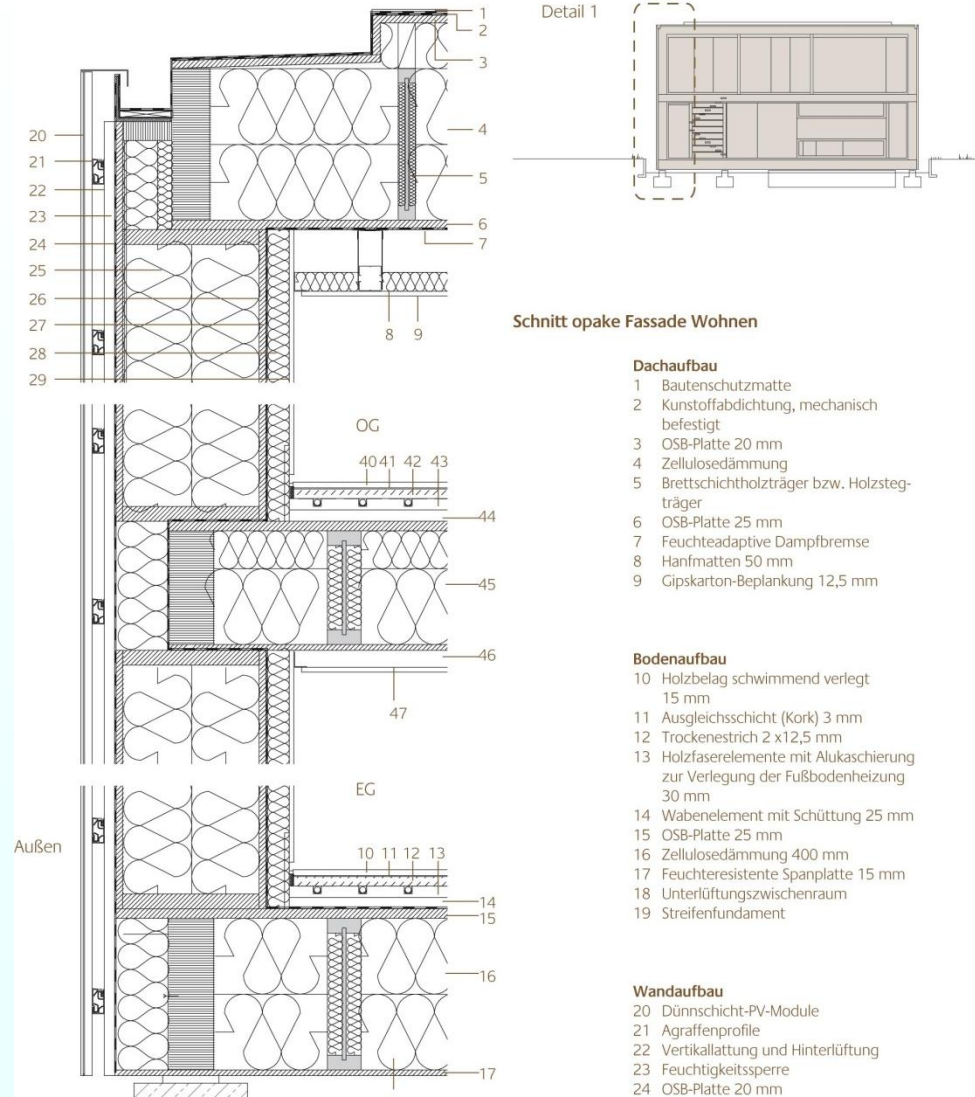 Detail 1
1
2
3
4
5
6
7
8 9
20
21
22
23
24
25
26
27
28
29
OG
40 41 42 43
44
45
46
47
EG
Außen
10 11 12 13
14
15
16
17
Schnitt opake Fassade Wohnen
Dachaufbau
1 Bautenschutzmatte
2 Kunstoffabdichtung, mechanisch
befestigt
3 OSB-Platte 20 mm
4 Zellulosedämmung
5 Brettschichtholzträger bzw. Holzsteg-
träger
6 OSB-Platte 25 mm
7 Feuchteadaptive Dampfbremse
8 Hanfmatten 50 mm
9 Gipskarton-Beplankung 12,5 mm
Bodenaufbau
10 Holzbelag schwimmend verlegt
15 mm
11 Ausgleichsschicht (Kork) 3 mm
12 Trockenestrich 2 x12,5 mm
13 Holzfaserelemente mit Alukaschierung
zur Verlegung der Fußbodenheizung
30 mm
14 Wabenelement mit Schüttung 25 mm
15 OSB-Platte 25 mm
16 Zellulosedämmung 400 mm
17 Feuchteresistente Spanplatte 15 mm
18 Unterlüftungszwischenraum
19 Streifenfundament
Wandaufbau
20 Dünnschicht-PV-Module
21 Agraffenprofile
22 Vertikallattung und Hinterlüftung
23 Feuchtigkeitssperre
24 OSB-Platte 20 mm